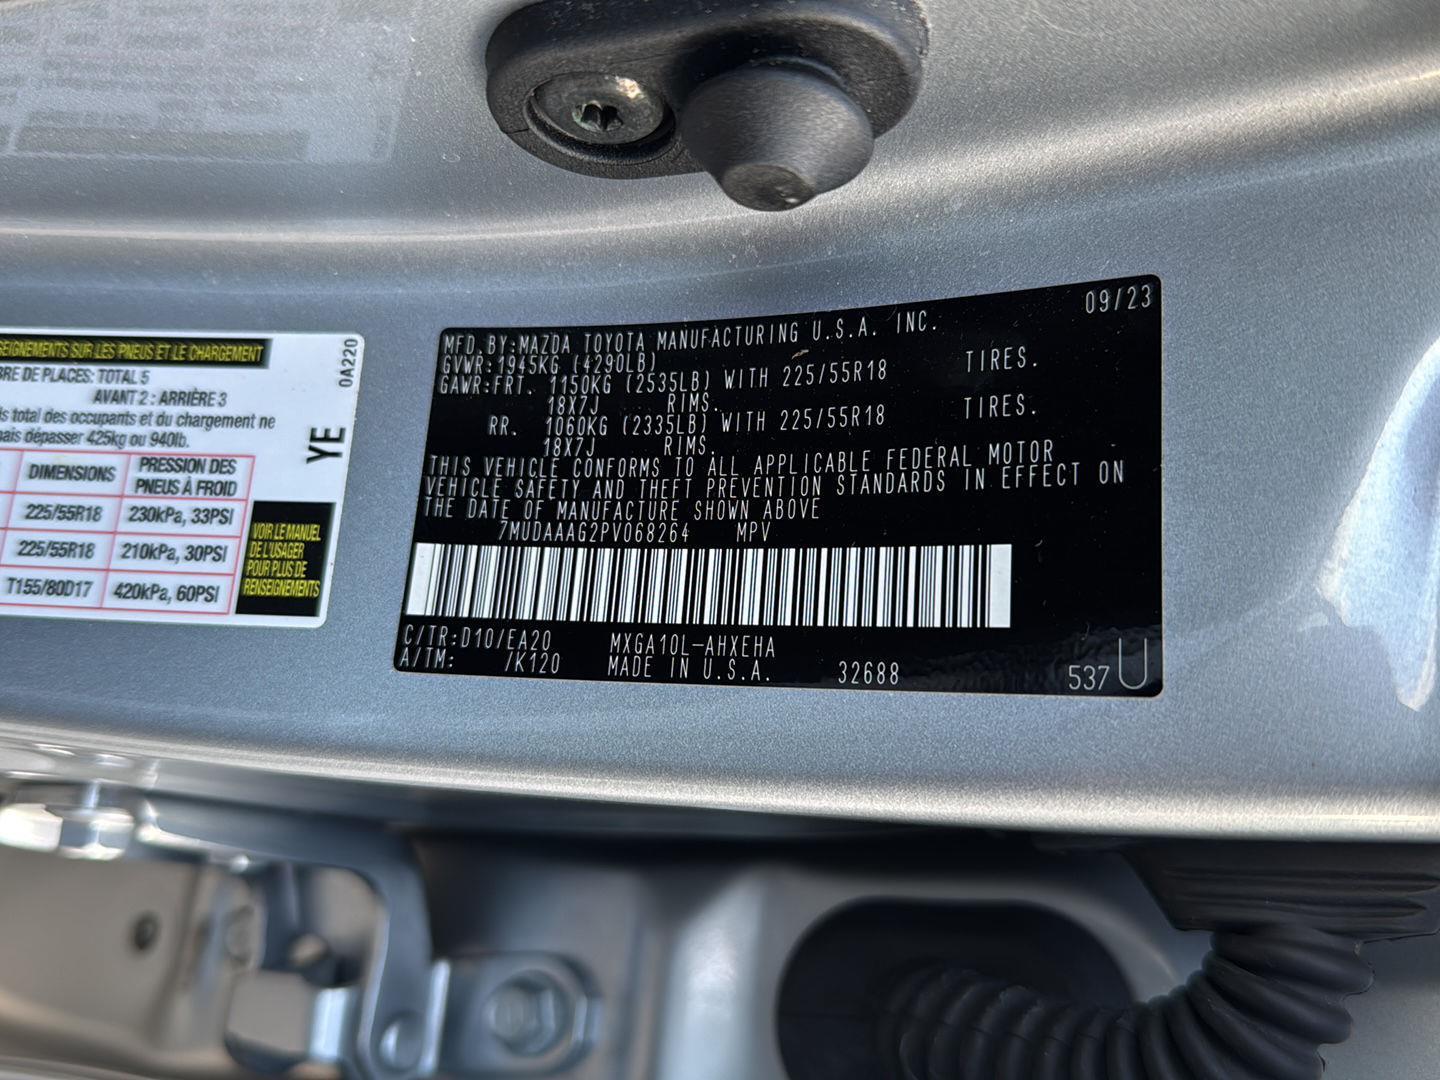 SEIGNEMENTS SUR LES PNEUS ET LE CHARGEMENT
BRE DE PLACES: TOTAL 5
AVANT 2 : ARRIÈRE 3
total des occupants et du chargement ne
mais dépasser 425kg ou 940lb.
DIMENSIONS PRESSION DES PNEUS À FROID
225/55R18 230kPa, 33PSI
225/55R18 210kPa, 30PSI
T155/80D17 420kPa, 60PSI
0A220
YE
VOIR LE MANUEL
DE L'USAGER
POUR PLUS DE
RENSEIGNEMENTS
09/23
MFD.BY:MAZDA TOYOTA MANUFACTURING U.S.A. INC.
GVWR:1945KG (4290LB)
GAWR:FRT. 1150KG (2535LB) WITH 225/55R18 TIRES.
18X7J RIMS.
RR. 1060KG (2335LB) WITH 225/55R18 TIRES.
18X7J RIMS.
THIS VEHICLE CONFORMS TO ALL APPLICABLE FEDERAL MOTOR
VEHICLE SAFETY AND THEFT PREVENTION STANDARDS IN EFFECT ON
THE DATE OF MANUFACTURE SHOWN ABOVE
7MUDAAAG2PV068264 MPV
C/TR:D10/EA20 MXGA10L-AHXEHA
A/TM: /K120 MADE IN U.S.A. 32688 537 U